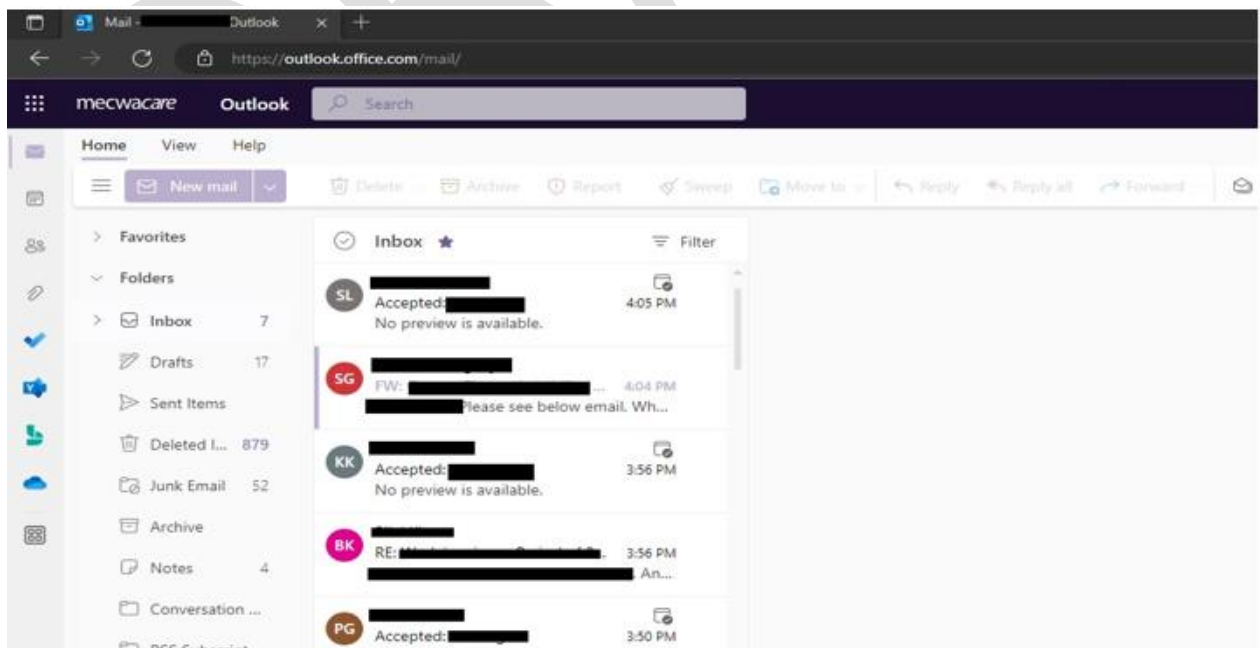 Mail - Outlook
https://outlook.office.com/mail/
mecwacare Outlook Search
Home View Help
New mail Delete Archive Report Sweep Move to Reply Reply all Forward
Favorites
Folders
Inbox 7
Drafts 17
Sent Items
Deleted I... 879
Junk Email 52
Archive
Notes 4
Conversation ...
Inbox Filter
SL
Accepted: 4:05 PM
No preview is available.
SG
FW: ... 4:04 PM
Please see below email. Wh...
KK
Accepted: 3:56 PM
No preview is available.
BK
RE: 3:56 PM
An...
PG
Accepted: 3:50 PM